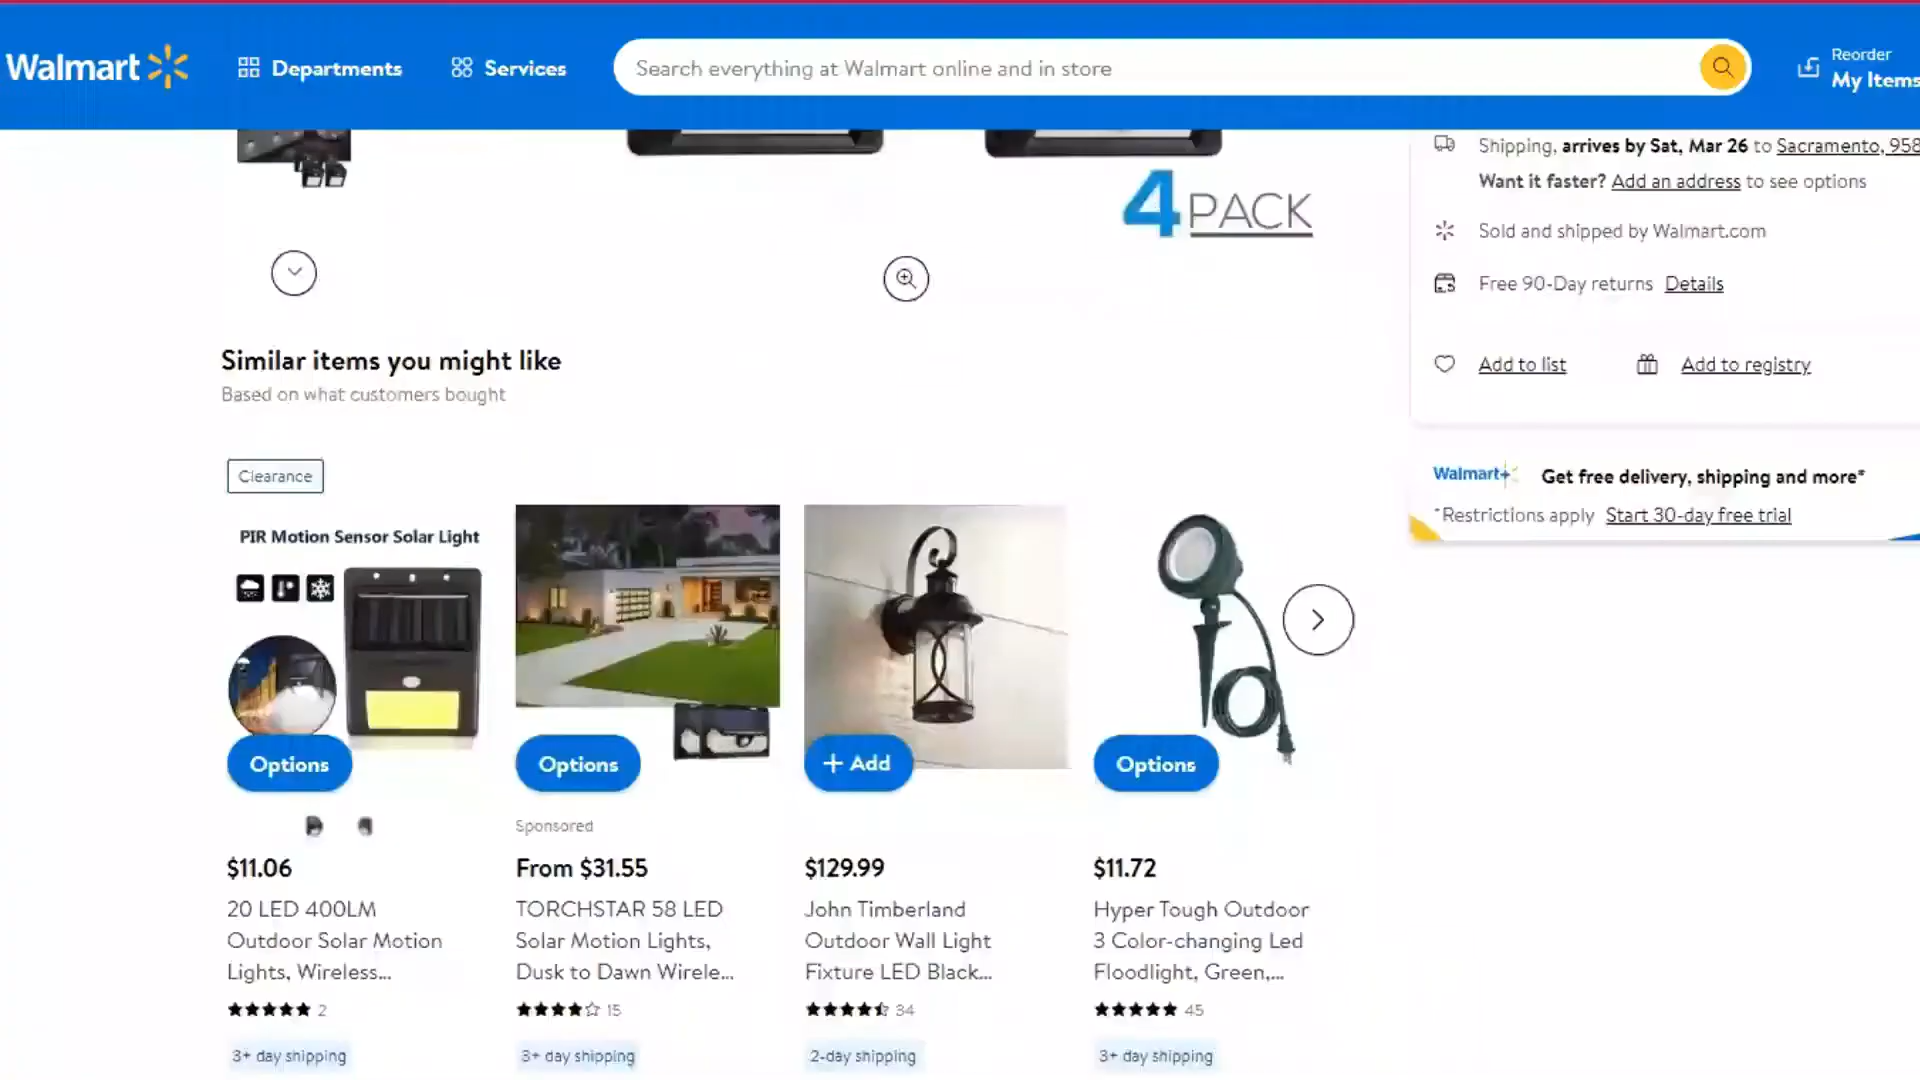 Walmart
Departments
Services
Search everything at Walmart online and in store
Reorder
My Items
4 PACK
Shipping, arrives by Sat, Mar 26 to Sacramento, 958
Want it faster? Add an address to see options
Sold and shipped by Walmart.com
Free 90-Day returns Details
Add to list
Add to registry
Walmart+
Get free delivery, shipping and more*
*Restrictions apply Start 30-day free trial
Similar items you might like
Based on what customers bought
Clearance
PIR Motion Sensor Solar Light
Options
$11.06
20 LED 400LM
Outdoor Solar Motion
Lights, Wireless...
2
3+ day shipping
Options
Sponsored
From $31.55
TORCHSTAR 58 LED
Solar Motion Lights,
Dusk to Dawn Wirele...
15
3+ day shipping
+ Add
$129.99
John Timberland
Outdoor Wall Light
Fixture LED Black...
34
2-day shipping
Options
$11.72
Hyper Tough Outdoor
3 Color-changing Led
Floodlight, Green,...
45
3+ day shipping